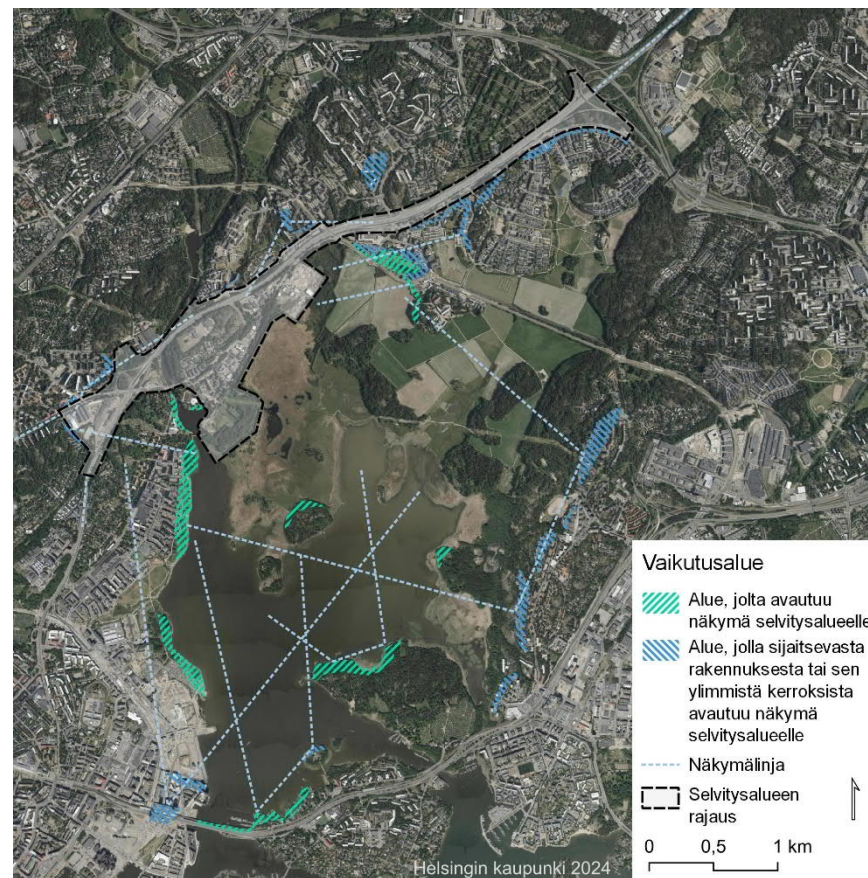 Vaikutusalue
Alue, jolta avautuu
näkymä selvitysalueelle
Alue, jolla sijaitsevasta
rakennuksesta tai sen
ylimmistä kerroksista
avautuu näkymä
selvitysalueelle
Näkymälinja
Selvitysalueen
rajaus
0 0,5 1 km
Helsingin kaupunki 2024